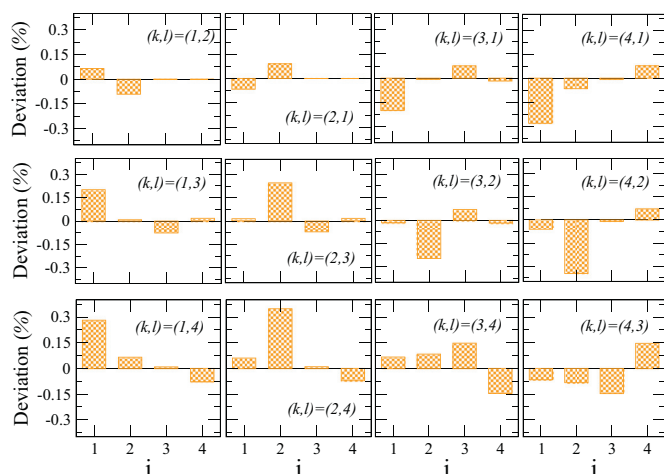 0.3
0.15
0
-0.15
-0.3
Deviation (%)
(k,l)=(1,2)
(k,l)=(2,1)
(k,l)=(3,1)
(k,l)=(4,1)
0.3
0.15
0
-0.15
-0.3
Deviation (%)
(k,l)=(1,3)
(k,l)=(2,3)
(k,l)=(3,2)
(k,l)=(4,2)
0.3
0.15
0
-0.15
-0.3
Deviation (%)
(k,l)=(1,4)
(k,l)=(2,4)
(k,l)=(3,4)
(k,l)=(4,3)
1 2 3 4 1 2 3 4 1 2 3 4 1 2 3 4
i i i i